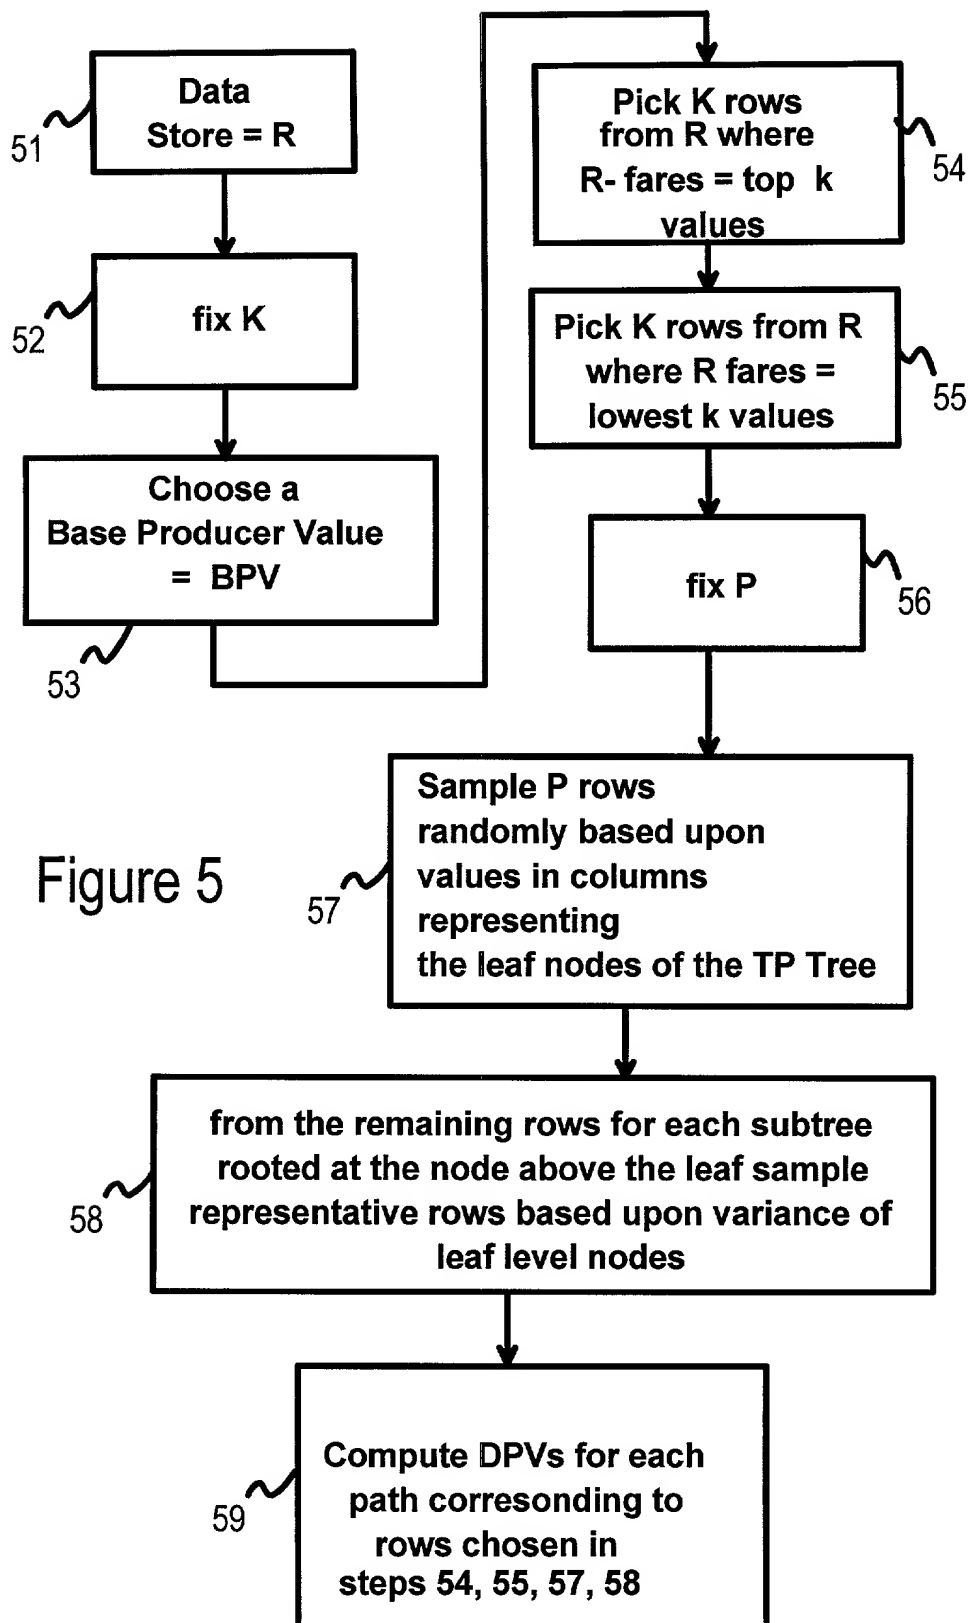 Data
Store = R
51
fix K
52
Choose a
Base Producer Value
= BPV
53
Pick K rows
from R where
R- fares = top k
values
54
Pick K rows from R
where R fares =
lowest k values
55
fix P
56
Sample P rows
randomly based upon
values in columns
representing
the leaf nodes of the TP Tree
57
Figure 5
from the remaining rows for each subtree
rooted at the node above the leaf sample
representative rows based upon variance of
leaf level nodes
58
Compute DPVs for each
path corresonding to
rows chosen in
steps 54, 55, 57, 58
59